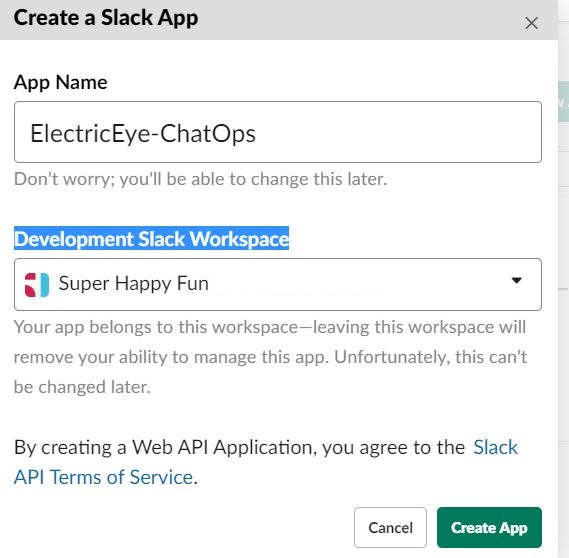 Create a Slack App
App Name
ElectricEye-ChatOps
Don't worry; you'll be able to change this later.
Development Slack Workspace
Super Happy Fun
Your app belongs to this workspace—leaving this workspace will
remove your ability to manage this app. Unfortunately, this can't
be changed later.
By creating a Web API Application, you agree to the Slack
API Terms of Service.
Cancel
Create App